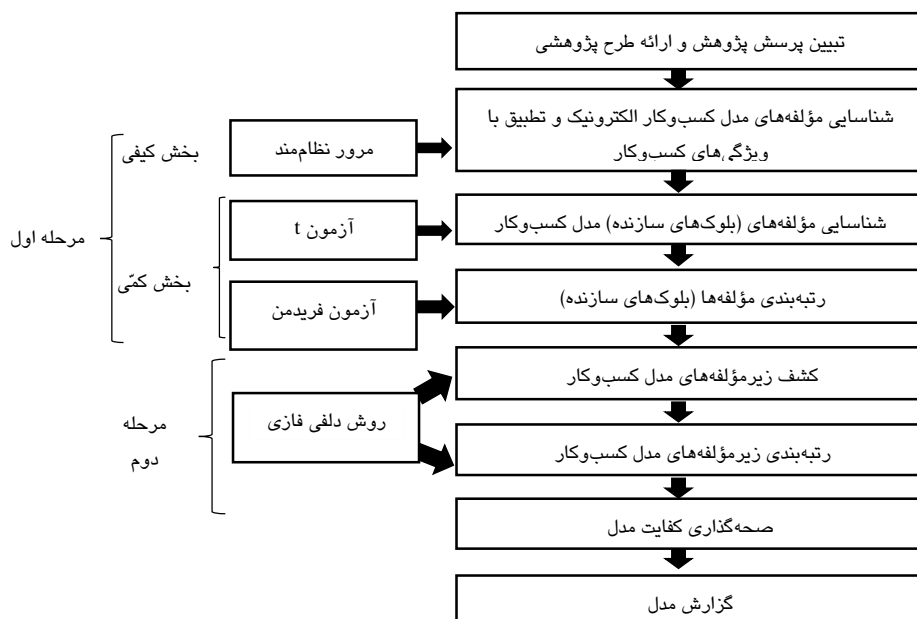 تبیین پرسش پژوهش و ارائه طرح پژوهشی
شناسایی مؤلفه‌های مدل کسب‌وکار الکترونیک و تطبیق با
ویژگی‌های کسب‌وکار
مرور نظام‌مند
بخش کیفی
شناسایی مؤلفه‌های (بلوک‌های سازنده) مدل کسب‌وکار
آزمون t
مرحله اول
بخش کمّی
رتبه‌بندی مؤلفه‌ها (بلوک‌های سازنده)
آزمون فریدمن
کشف زیرمؤلفه‌های مدل کسب‌وکار
روش دلفی فازی
مرحله
دوم
رتبه‌بندی زیرمؤلفه‌های مدل کسب‌وکار
صحه‌گذاری کفایت مدل
گزارش مدل